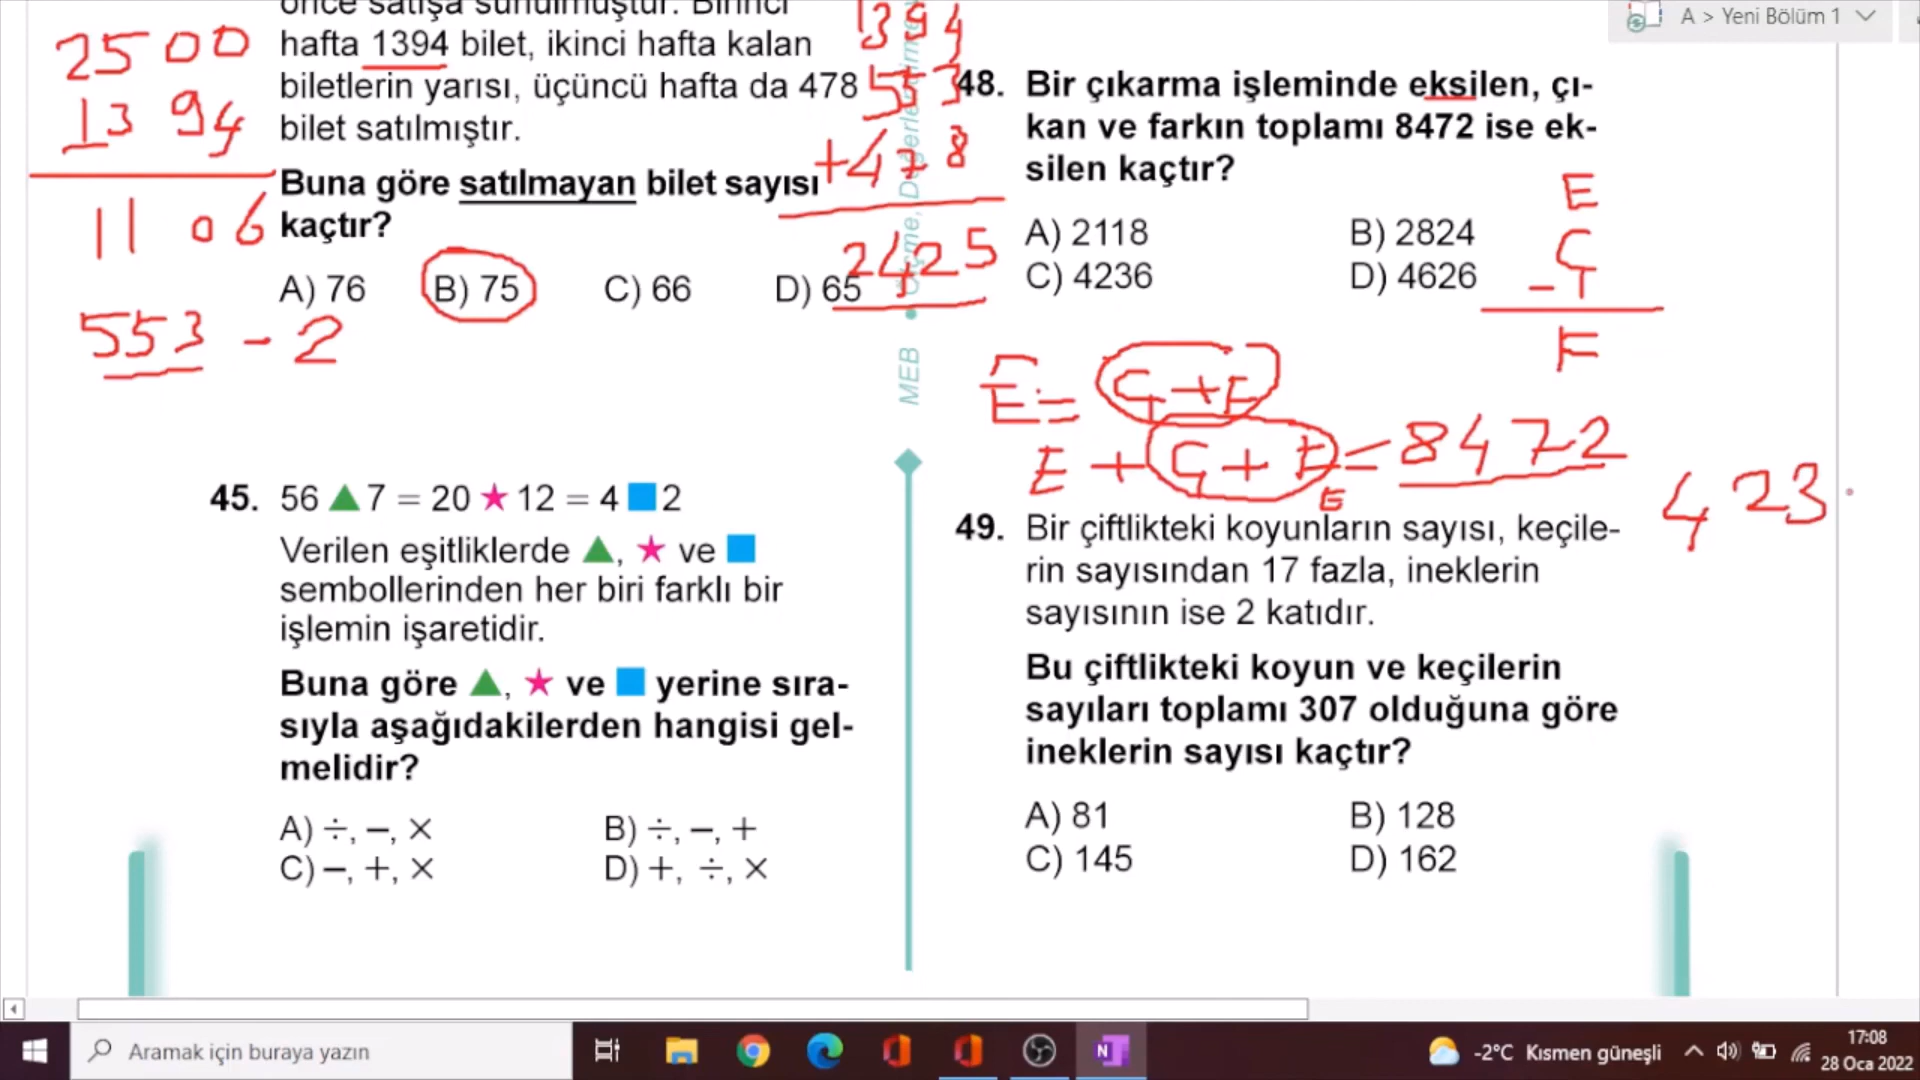 önce satışa sunulmuştur. Birinci
hafta 1394 bilet, ikinci hafta kalan
biletlerin yarısı, üçüncü hafta da 478
bilet satılmıştır.
Buna göre satılmayan bilet sayısı
kaçtır?
A) 76 B) 75 C) 66 D) 65
2500
1394
1106
553 - 2
1394
553
+478
2425
45. 56 ▲ 7 = 20 ★ 12 = 4 ■ 2
Verilen eşitliklerde ▲, ★ ve ■
sembollerinden her biri farklı bir
işlemin işaretidir.
Buna göre ▲, ★ ve ■ yerine sıra-
sıyla aşağıdakilerden hangisi gel-
melidir?
A) ÷, –, × B) ÷, –, +
C) –, +, × D) +, ÷, ×
MEB ● Ölçme, Değerlendirme
A > Yeni Bölüm 1
48. Bir çıkarma işleminde eksilen, çı-
kan ve farkın toplamı 8472 ise ek-
silen kaçtır?
A) 2118 B) 2824
C) 4236 D) 4626
E
Ç
-
F
E = Ç+F
E + Ç + F = 8472
E
423
49. Bir çiftlikteki koyunların sayısı, keçile-
rin sayısından 17 fazla, ineklerin
sayısının ise 2 katıdır.
Bu çiftlikteki koyun ve keçilerin
sayıları toplamı 307 olduğuna göre
ineklerin sayısı kaçtır?
A) 81 B) 128
C) 145 D) 162
Aramak için buraya yazın
-2°C Kısmen güneşli
17:08
28 Oca 2022